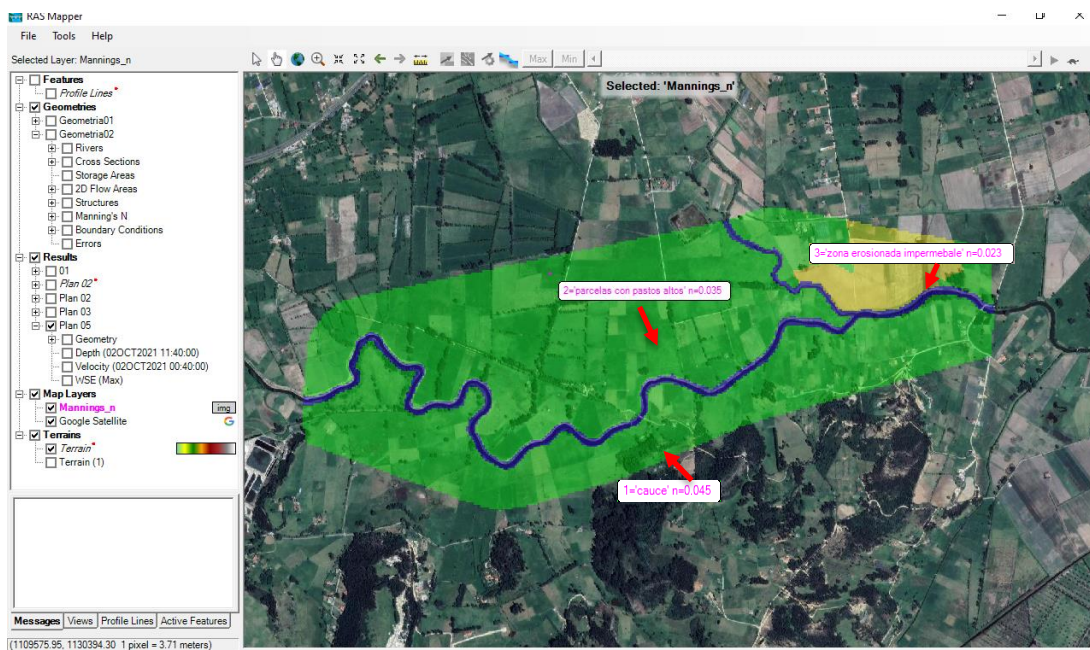 RAS Mapper
File Tools Help
Selected Layer: Mannings_n
Max Min
Features
Profile Lines
Geometries
Geometria01
Geometria02
Rivers
Cross Sections
Storage Areas
2D Flow Areas
Structures
Manning's N
Boundary Conditions
Errors
Results
01
Plan 02
Plan 02
Plan 03
Plan 05
Geometry
Depth (02OCT2021 11:40:00)
Velocity (02OCT2021 00:40:00)
WSE (Max)
Map Layers
Mannings_n
img
Google Satellite
G
Terrains
Terrain
Terrain (1)
Messages Views Profile Lines Active Features
(1109575.95, 1130394.30 1 pixel = 3.71 meters)
Selected: 'Mannings_n'
3='zona erosionada impermebale' n=0.023
2='parcelas con pastos altos' n=0.035
1='cauce' n=0.045